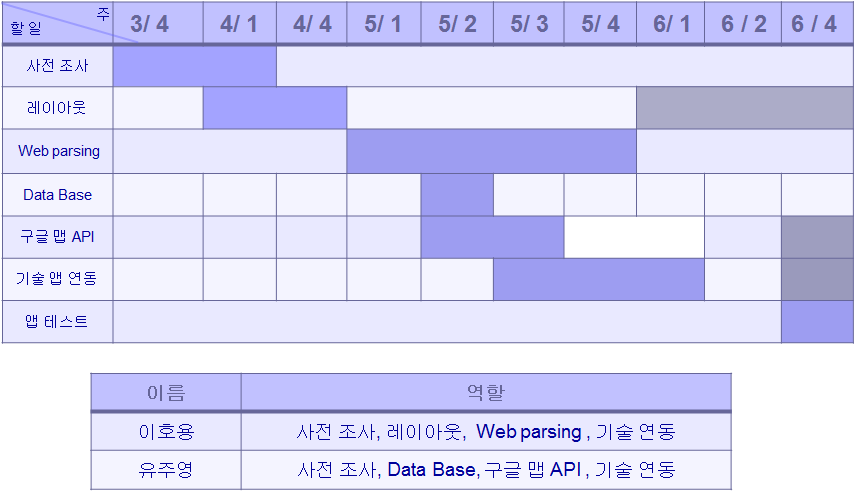 주
할 일 3/ 4 4/ 1 4/ 4 5/ 1 5/ 2 5/ 3 5/ 4 6/ 1 6 / 2 6 / 4
사전 조사
레이아웃
Web parsing
Data Base
구글 맵 API
기술 앱 연동
앱 테스트
이름 역할
이호용 사전 조사, 레이아웃, Web parsing , 기술 연동
유주영 사전 조사, Data Base, 구글 맵 API , 기술 연동